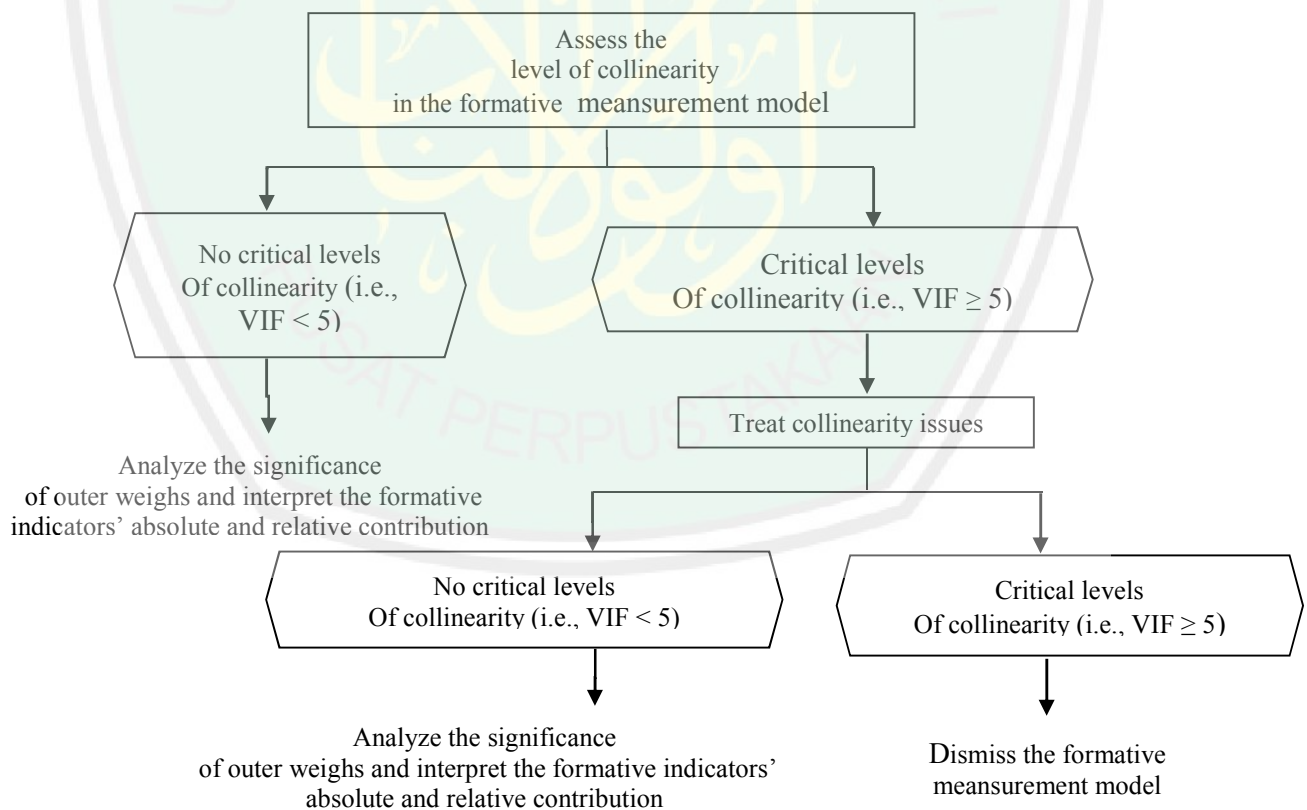 Assess the
level of collinearity
in the formative meansurement model
No critical levels
Of collinearity (i.e.,
VIF < 5)
Critical levels
Of collinearity (i.e., VIF ≥ 5)
Treat collinearity issues
PUSAT PERPUSTAKAAN
Analyze the significance
of outer weighs and interpret the formative
indicators’ absolute and relative contribution
No critical levels
Of collinearity (i.e., VIF < 5)
Critical levels
Of collinearity (i.e., VIF ≥ 5)
Analyze the significance
of outer weighs and interpret the formative indicators’
absolute and relative contribution
Dismiss the formative
meansurement model